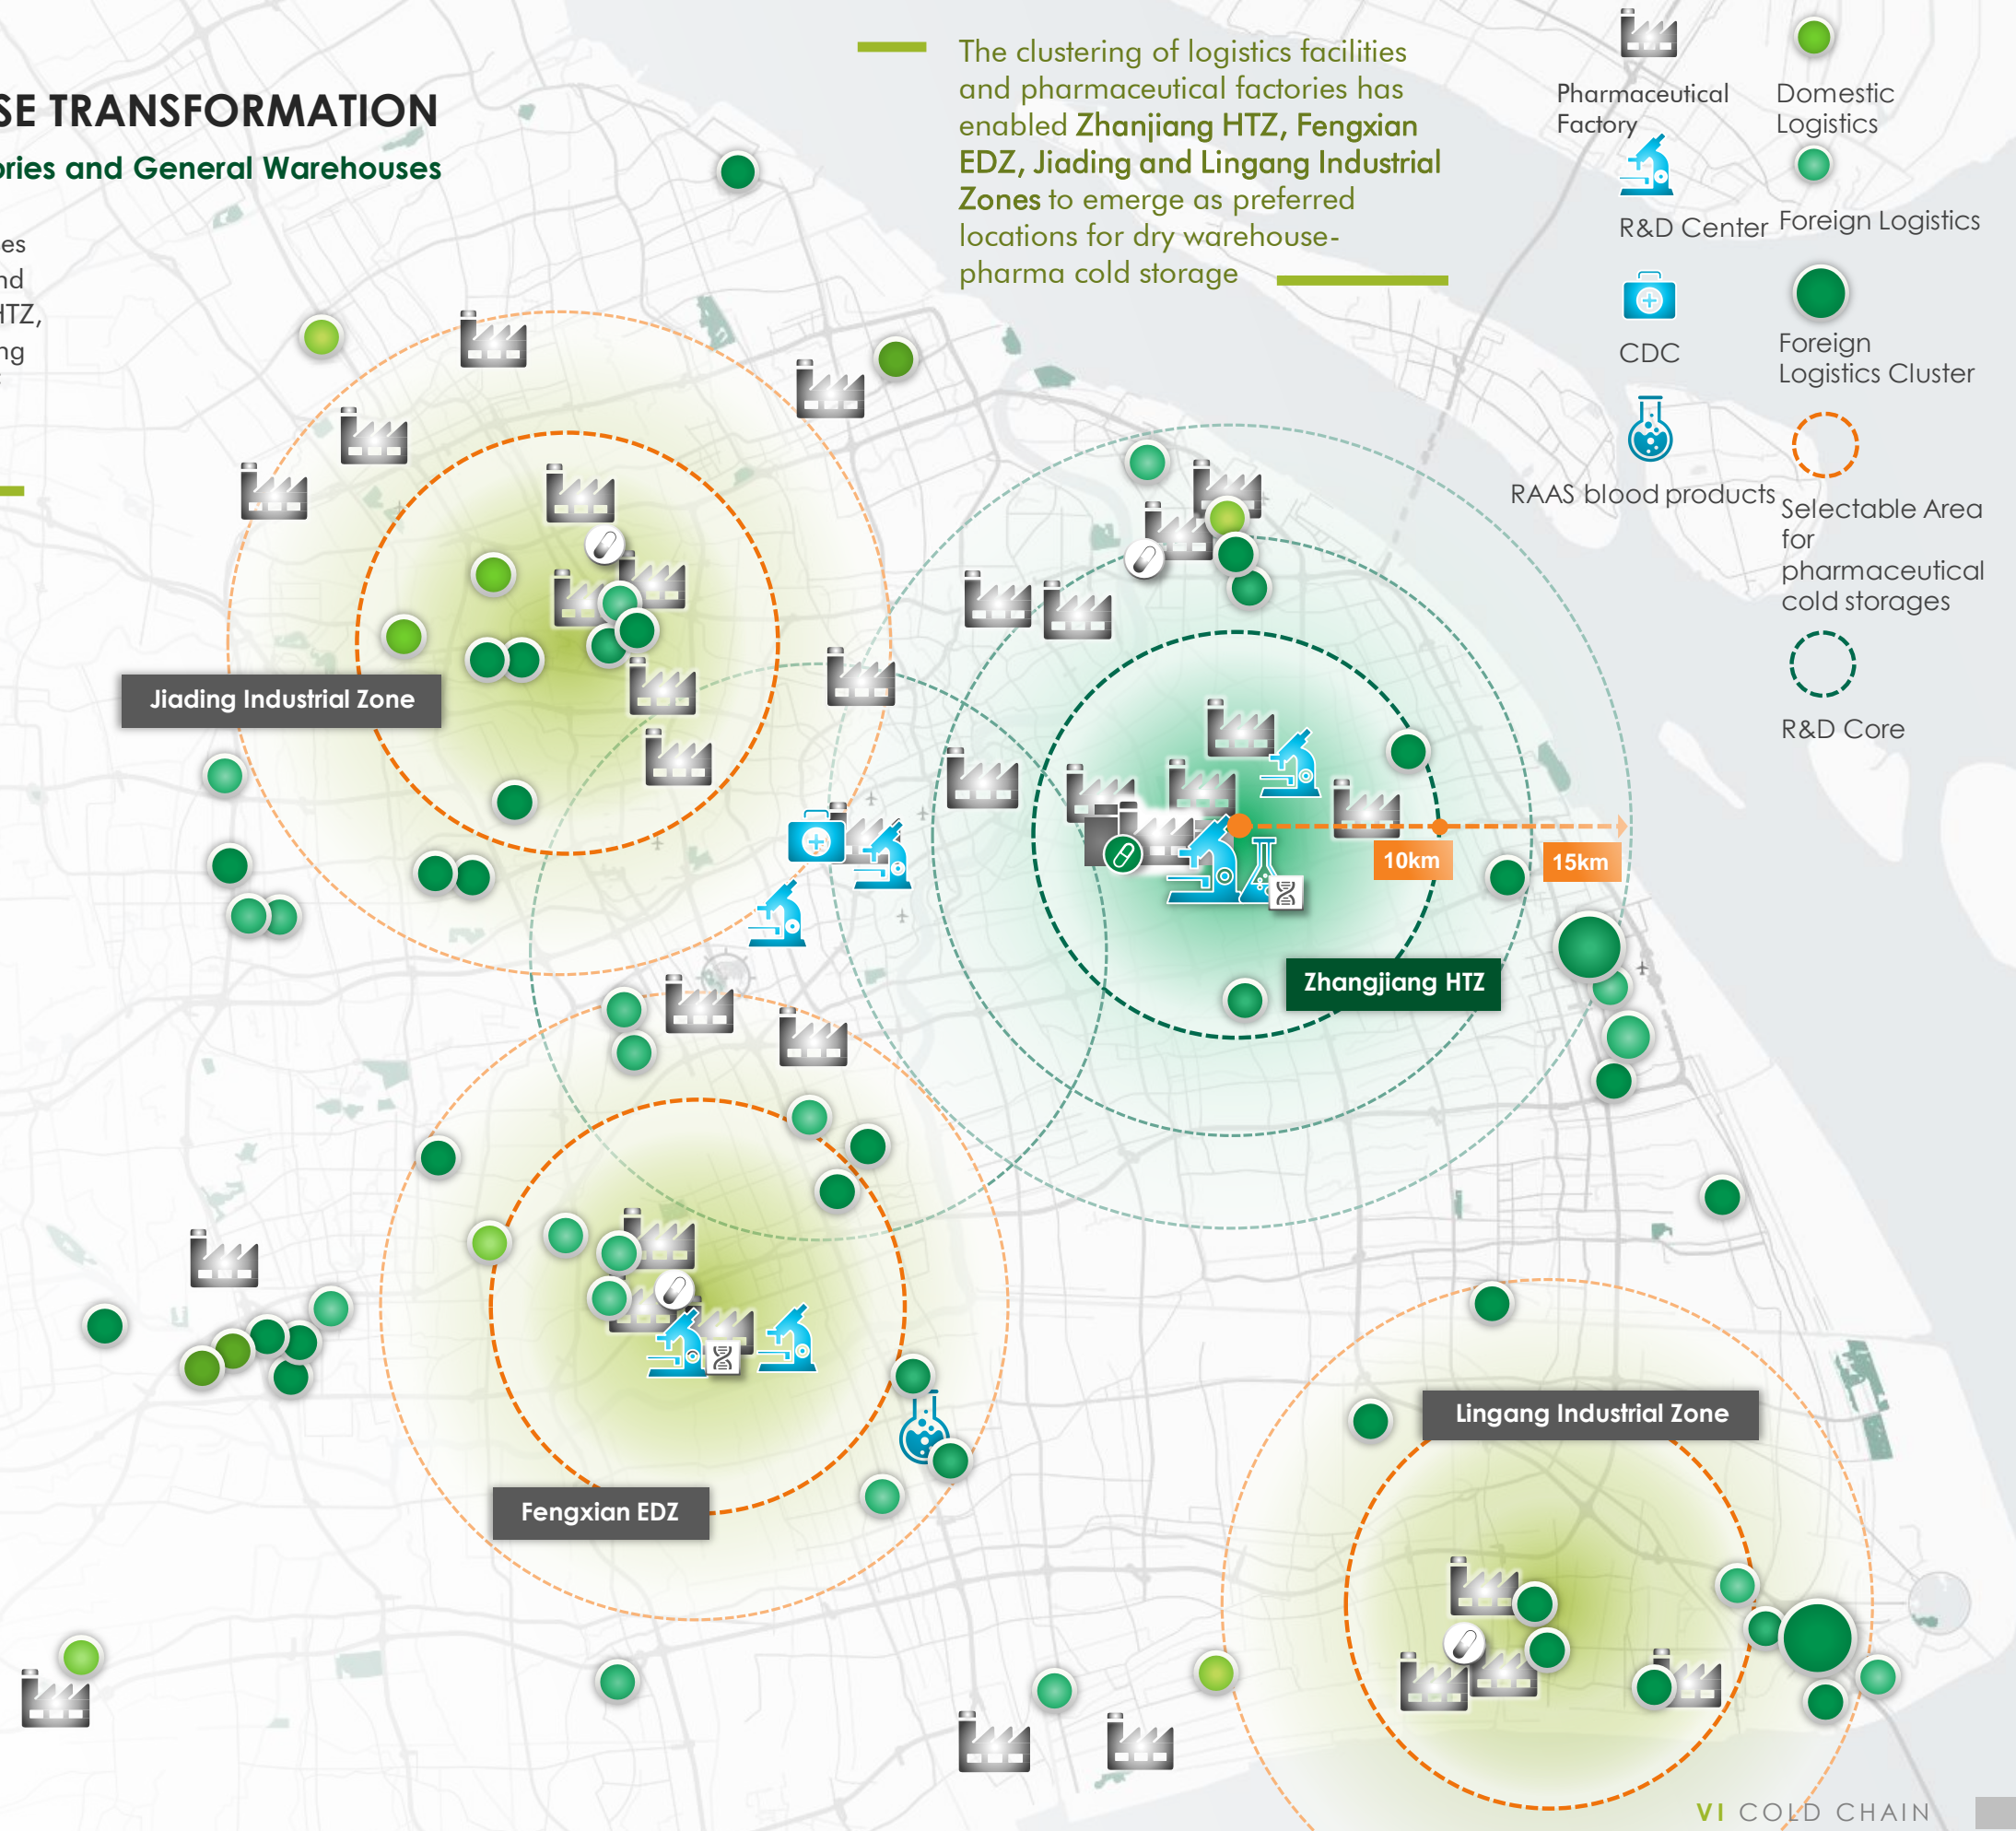 SE TRANSFORMATION
ories and General Warehouses
es
nd
HTZ,
ng
The clustering of logistics facilities
and pharmaceutical factories has
enabled Zhanjiang HTZ, Fengxian
EDZ, Jiading and Lingang Industrial
Zones to emerge as preferred
locations for dry warehouse-
pharma cold storage
Pharmaceutical
Factory
Domestic
Logistics
R&D Center
Foreign Logistics
CDC
Foreign
Logistics Cluster
RAAS blood products
Selectable Area
for
pharmaceutical
cold storages
R&D Core
Jiading Industrial Zone
10km
15km
Zhangjiang HTZ
Lingang Industrial Zone
Fengxian EDZ
VI COLD CHAIN